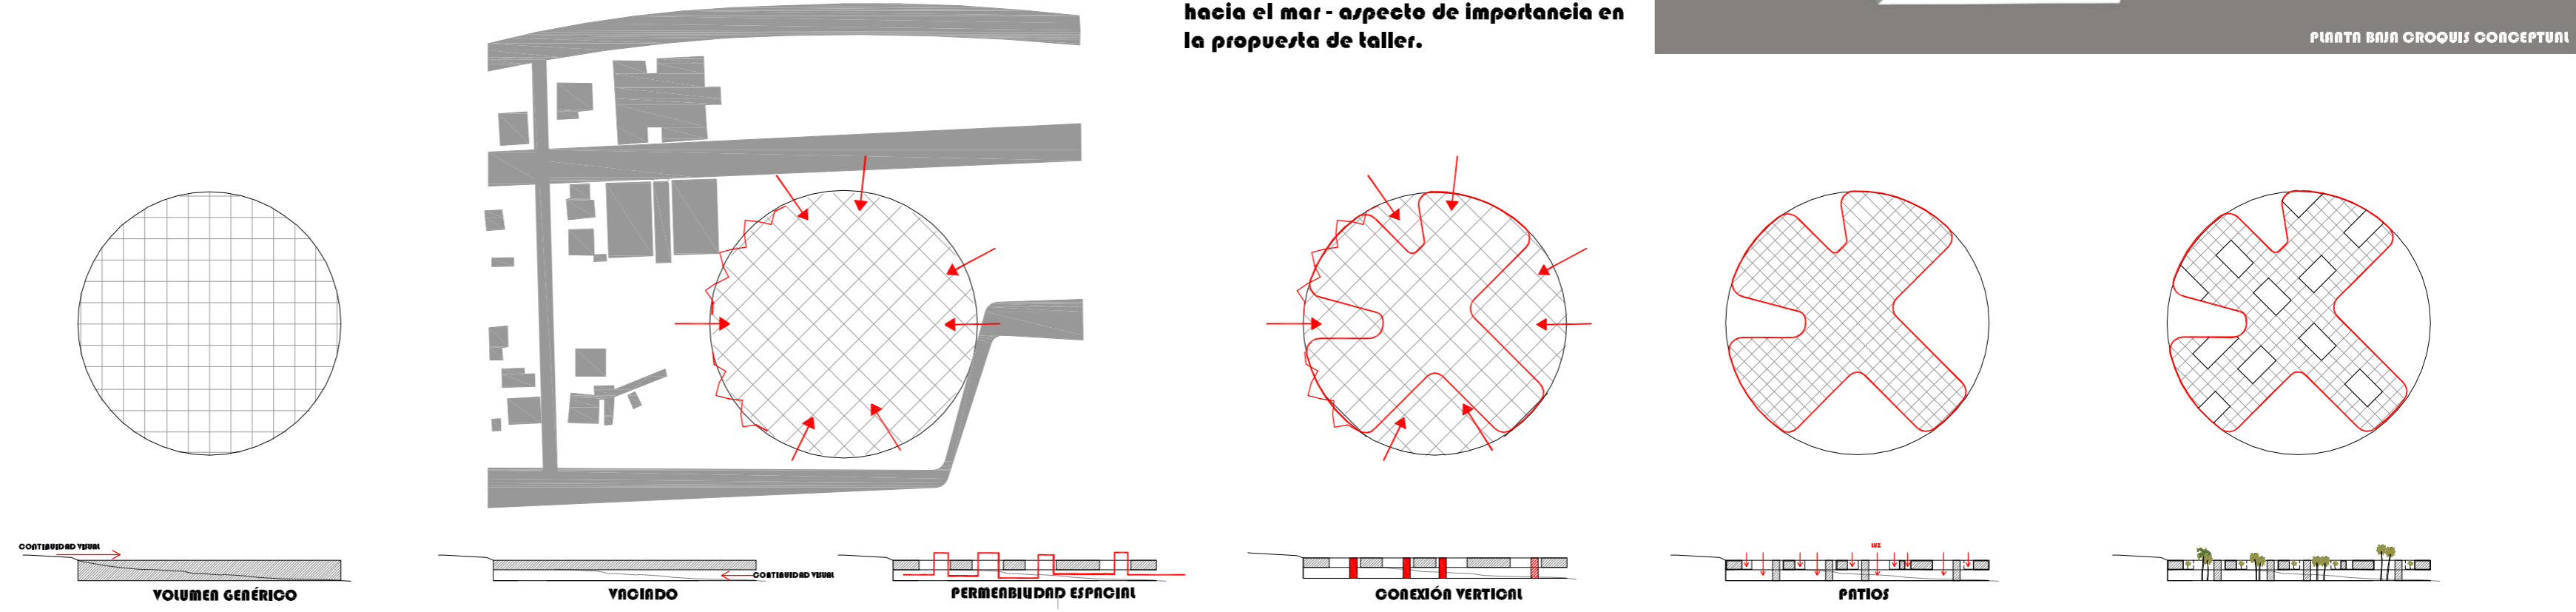 hacia el mar - aspecto de importancia en
la propuesta de taller.
PLANTA BAJA CROQUIS CONCEPTUAL
CONTINUIDAD VISUAL
CONTINUIDAD VISUAL
LUZ
VOLUMEN GENÉRICO
VACIADO
PERMEABILIDAD ESPACIAL
CONEXIÓN VERTICAL
PATIOS